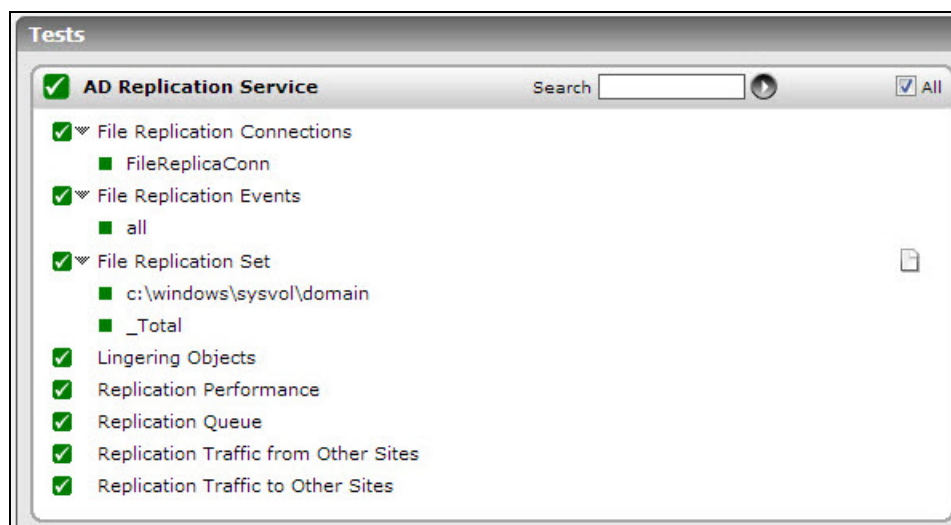 Tests
AD Replication Service Search All
File Replication Connections
FileReplicaConn
File Replication Events
all
File Replication Set
c:\windows\sysvol\domain
_Total
Lingering Objects
Replication Performance
Replication Queue
Replication Traffic from Other Sites
Replication Traffic to Other Sites